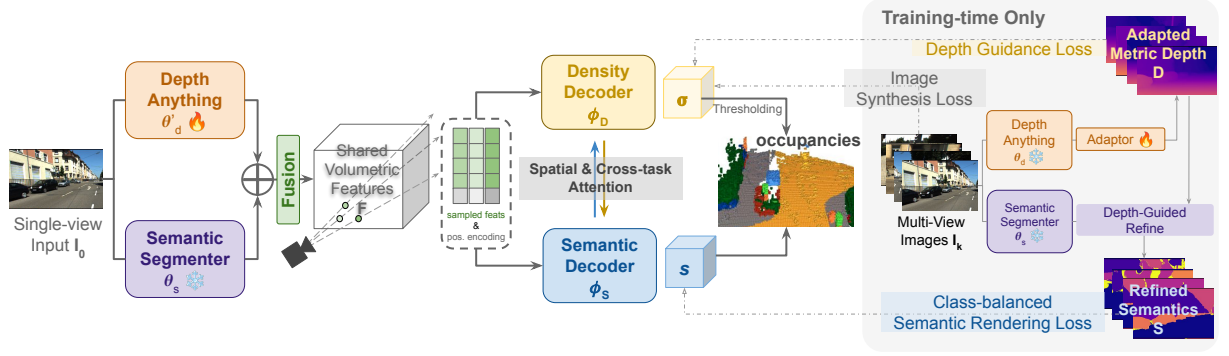 Training-time Only
Depth Guidance Loss
Adapted
Metric Depth
D
Image
Synthesis Loss
Depth
Anything
θ'd
Density
Decoder
ϕD
σ
Thresholding
occupancies
Depth
Anything
θd
Adaptor
Fusion
Shared
Volumetric
Features
F
Spatial & Cross-task
Attention
sampled feats
&
pos. encoding
Single-view
Input I0
Semantic
Segmenter
θs
Semantic
Decoder
ϕS
s
Multi-View
Images Ik
Semantic
Segmenter
θs
Depth-Guided
Refine
Class-balanced
Semantic Rendering Loss
Refined
Semantics
S